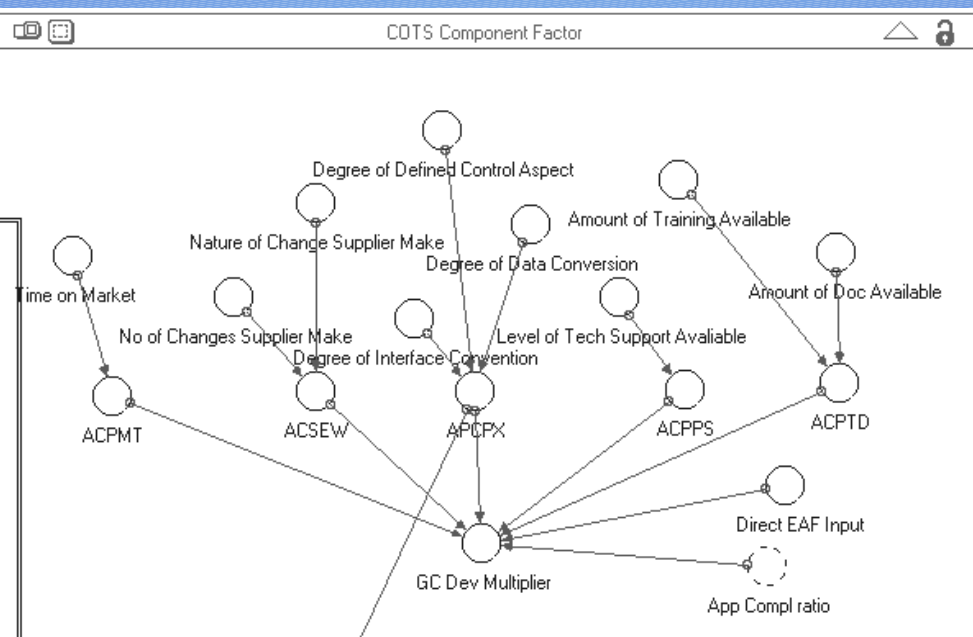 COTS Component Factor
Degree of Defined Control Aspect
Amount of Training Available
Nature of Change Supplier Make
Degree of Data Conversion
Time on Market
Amount of Doc Available
No of Changes Supplier Make
Level of Tech Support Avaliable
Degree of Interface Convention
ACPMT
ACSEW
APCPX
ACPPS
ACPTD
Direct EAF Input
GC Dev Multiplier
App Compl ratio